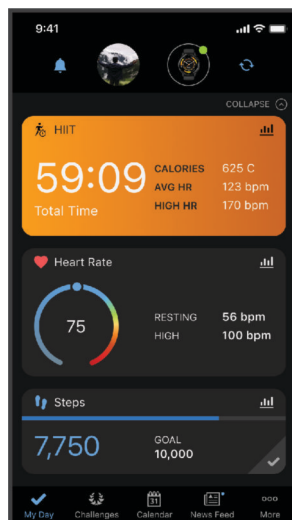 9:41
COLLAPSE
HIIT
59:09
Total Time
CALORIES 625 C
AVG HR 123 bpm
HIGH HR 170 bpm
Heart Rate
75
RESTING 56 bpm
HIGH 100 bpm
Steps
7,750
GOAL
10,000
My Day Challenges Calendar News Feed More
31